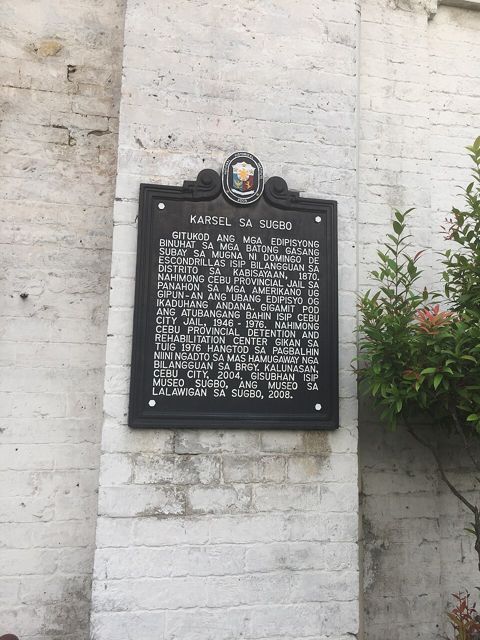 KARSEL SA SUGBO
GITUKOD ANG MGA EDIPISYONG
BINUHAT SA MGA BATONG GASANG
SUBAY SA MUGNA NI DOMINGO DE
ESCONDRILLAS ISIP BILANGGUAN SA
DISTRITO SA KABISAYAAN, 1870.
NAHIMONG CEBU PROVINCIAL JAIL SA
PANAHON SA MGA AMERIKANO UG
GIPUN-AN ANG UBANG EDIPISYO OG
IKADUHANG ANDANA. GIGAMIT POD
ANG ATUBANGANG BAHIN ISIP CEBU
CITY JAIL, 1946 - 1976. NAHIMONG
CEBU PROVINCIAL DETENTION AND
REHABILITATION CENTER GIKAN SA
TUIG 1976 HANGTOD SA PAGBALHIN
NIINI NGADTO SA MAS HAMUGAWAY NGA
BILANGGUAN SA BRGY. KALUNASAN,
CEBU CITY, 2004. GISUBHAN ISIP
MUSEO SUGBO, ANG MUSEO SA
LALAWIGAN SA SUGBO, 2008.